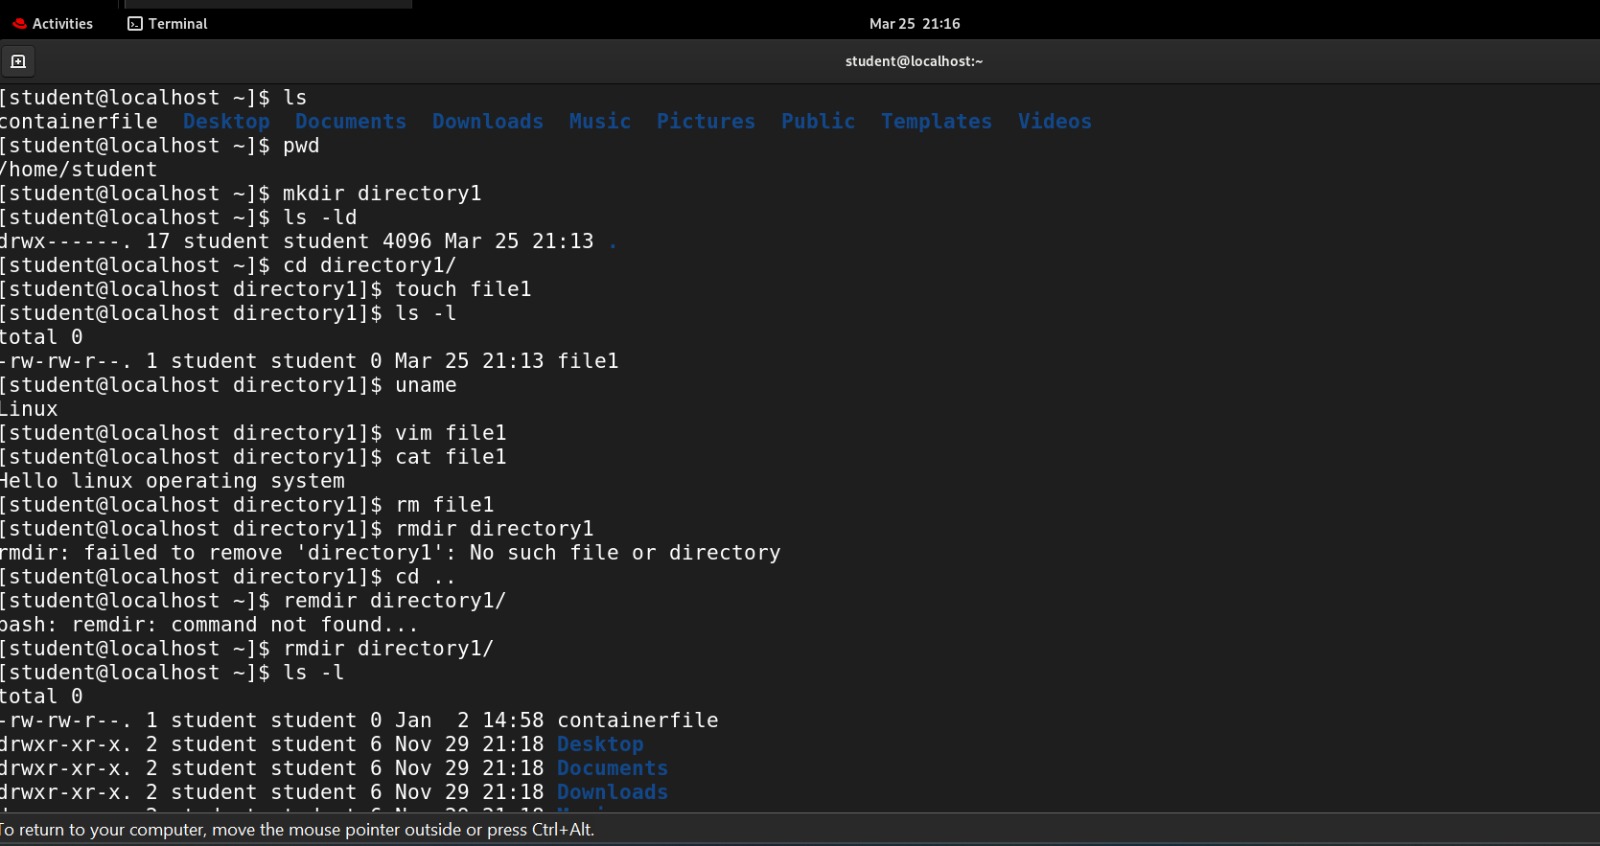 Activities Terminal Mar 25 21:16
student@localhost:~
[student@localhost ~]$ ls
containerfile Desktop Documents Downloads Music Pictures Public Templates Videos
[student@localhost ~]$ pwd
/home/student
[student@localhost ~]$ mkdir directory1
[student@localhost ~]$ ls -ld
drwx------. 17 student student 4096 Mar 25 21:13 .
[student@localhost ~]$ cd directory1/
[student@localhost directory1]$ touch file1
[student@localhost directory1]$ ls -l
total 0
-rw-rw-r--. 1 student student 0 Mar 25 21:13 file1
[student@localhost directory1]$ uname
Linux
[student@localhost directory1]$ vim file1
[student@localhost directory1]$ cat file1
Hello linux operating system
[student@localhost directory1]$ rm file1
[student@localhost directory1]$ rmdir directory1
rmdir: failed to remove 'directory1': No such file or directory
[student@localhost directory1]$ cd ..
[student@localhost ~]$ remdir directory1/
bash: remdir: command not found...
[student@localhost ~]$ rmdir directory1/
[student@localhost ~]$ ls -l
total 0
-rw-rw-r--. 1 student student 0 Jan  2 14:58 containerfile
drwxr-xr-x. 2 student student 6 Nov 29 21:18 Desktop
drwxr-xr-x. 2 student student 6 Nov 29 21:18 Documents
drwxr-xr-x. 2 student student 6 Nov 29 21:18 Downloads
To return to your computer, move the mouse pointer outside or press Ctrl+Alt.